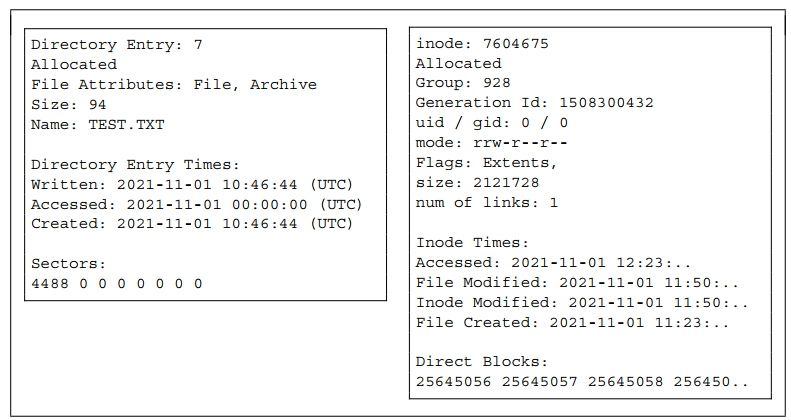 Directory Entry: 7
Allocated
File Attributes: File, Archive
Size: 94
Name: TEST.TXT
Directory Entry Times:
Written: 2021-11-01 10:46:44 (UTC)
Accessed: 2021-11-01 00:00:00 (UTC)
Created: 2021-11-01 10:46:44 (UTC)
Sectors:
4488 0 0 0 0 0 0 0
inode: 7604675
Allocated
Group: 928
Generation Id: 1508300432
uid / gid: 0 / 0
mode: rrw-r--r--
Flags: Extents,
size: 2121728
num of links: 1
Inode Times:
Accessed: 2021-11-01 12:23:..
File Modified: 2021-11-01 11:50:..
Inode Modified: 2021-11-01 11:50:..
File Created: 2021-11-01 11:23:..
Direct Blocks:
25645056 25645057 25645058 256450..